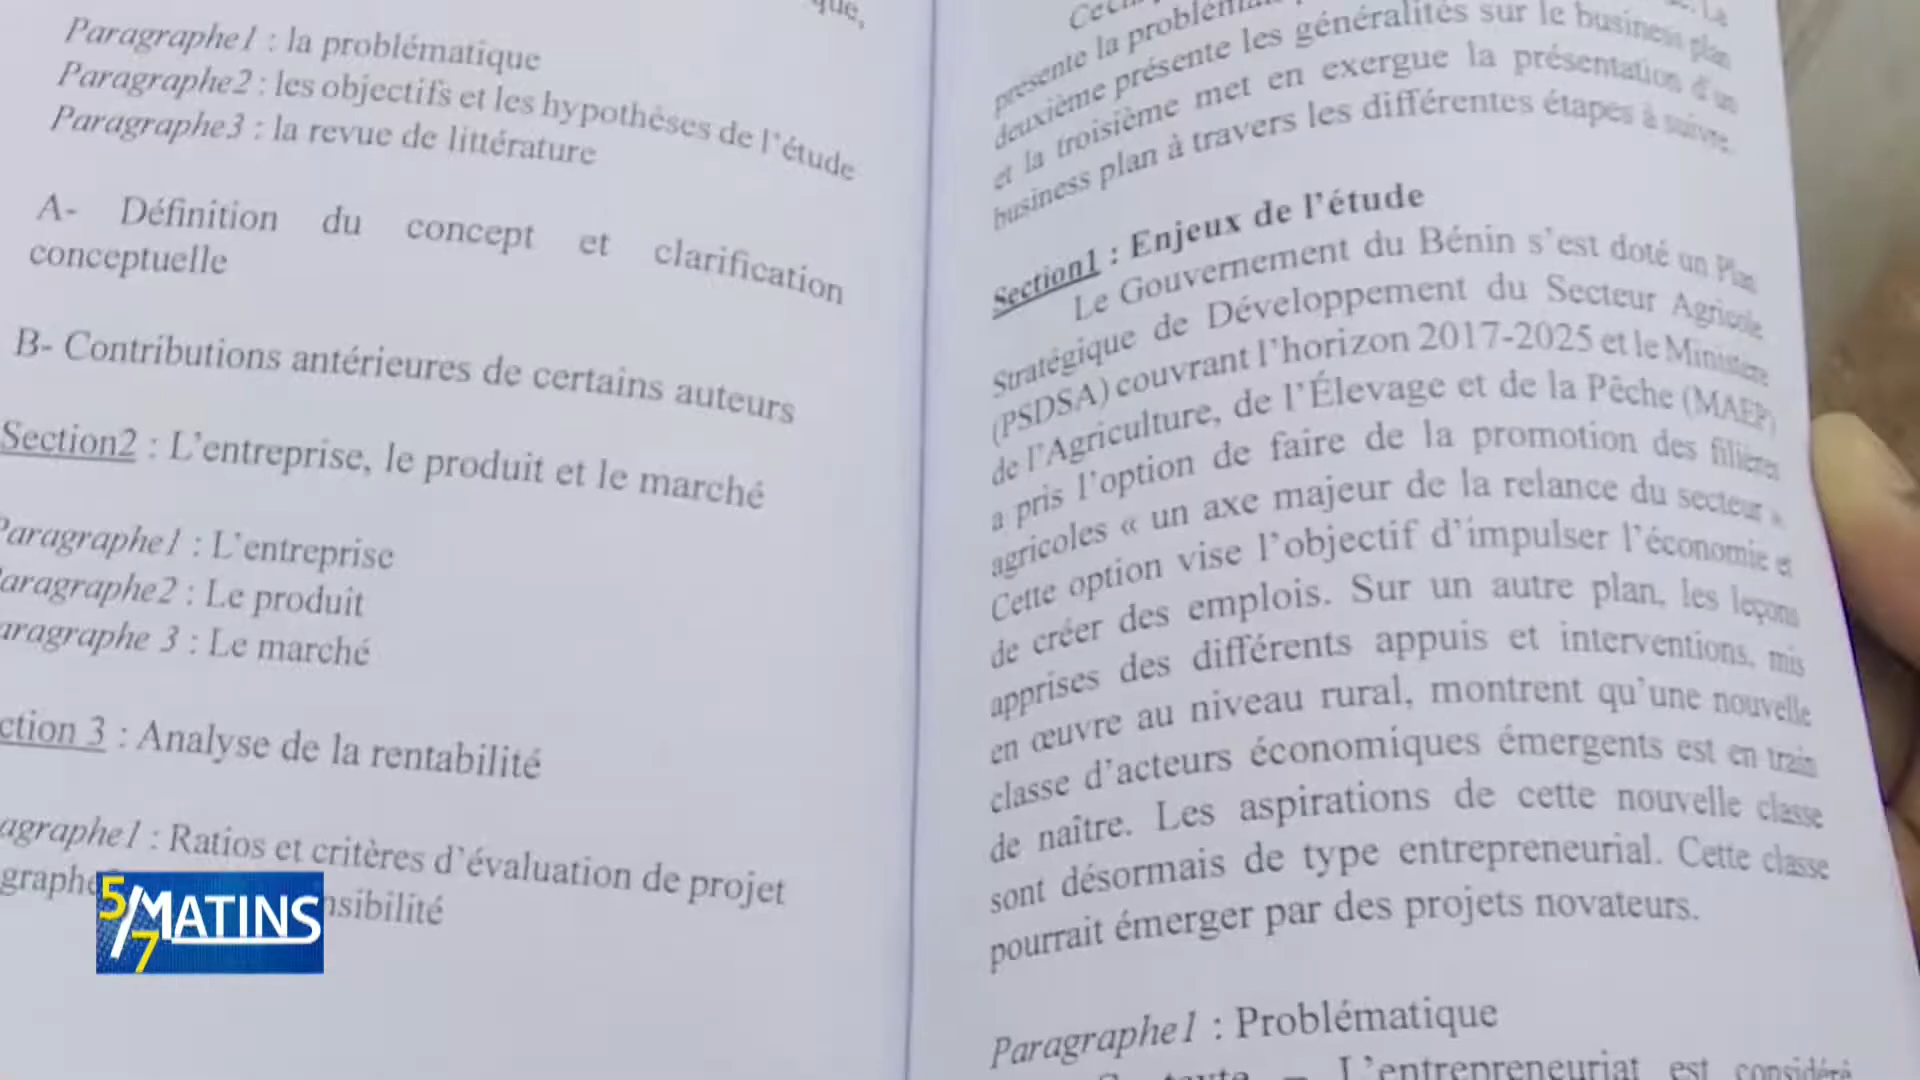 que,
Paragraphe1 : la problématique
Paragraphe2 : les objectifs et les hypothèses de l'étude
Paragraphe3 : la revue de littérature
A- Définition du concept et clarification
conceptuelle
B- Contributions antérieures de certains auteurs
Section2 : L'entreprise, le produit et le marché
Paragraphe1 : L'entreprise
Paragraphe2 : Le produit
aragraphe 3 : Le marché
ction 3 : Analyse de la rentabilité
agraphe1 : Ratios et critères d'évaluation de projet
graphe nsibilité
5/7 MATINS
présente la
deuxième présente les généralités sur le business plan
et la troisième met en exergue la présentation d'un
business plan à travers les différentes étapes à suivre.
Section1 : Enjeux de l'étude
Le Gouvernement du Bénin s'est doté un Plan
Stratégique de Développement du Secteur Agricole
(PSDSA) couvrant l'horizon 2017-2025 et le Ministère
de l'Agriculture, de l'Élevage et de la Pêche (MAEP)
a pris l'option de faire de la promotion des filières
agricoles « un axe majeur de la relance du secteur ».
Cette option vise l'objectif d'impulser l'économie et
de créer des emplois. Sur un autre plan, les leçons
apprises des différents appuis et interventions, mis
en œuvre au niveau rural, montrent qu'une nouvelle
classe d'acteurs économiques émergents est en train
de naître. Les aspirations de cette nouvelle classe
sont désormais de type entrepreneurial. Cette classe
pourrait émerger par des projets novateurs.
Paragraphe1 : Problématique
– L'entrepreneuriat est considéré